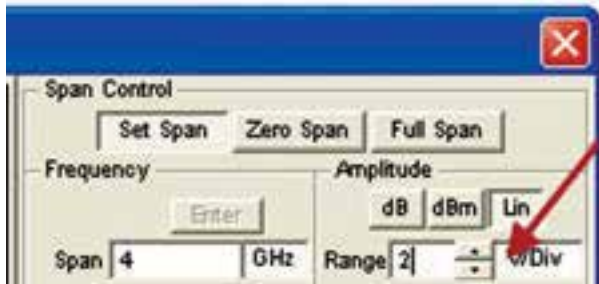 Span Control
Set Span Zero Span Full Span
Frequency Amplitude
Enter dB dBm Lin
Span 4 GHz Range 2